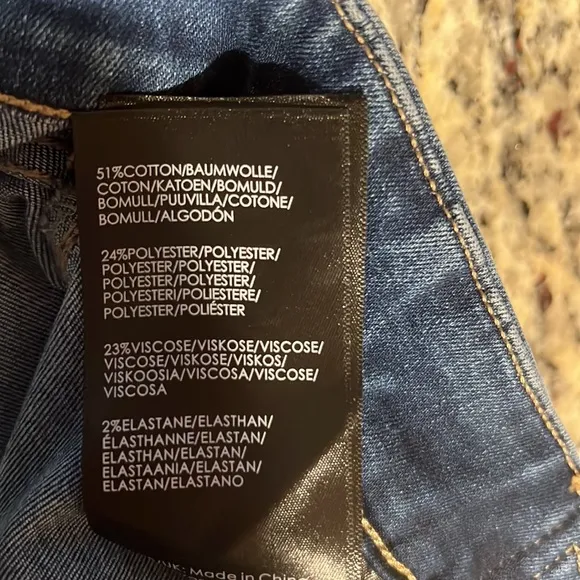 51%COTTON/BAUMWOLLE/
COTON/KATOEN/BOMULD/
BOMULL/PUUVILLA/COTONE/
BOMULL/ALGODÓN
24%POLYESTER/POLYESTER/
POLYESTER/POLYESTER/
POLYESTER/POLYESTER/
POLYESTERI/POLIESTERE/
POLYESTER/POLIÉSTER
23%VISCOSE/VISKOSE/VISCOSE/
VISCOSE/VISKOSE/VISKOS/
VISKOOSIA/VISCOSA/VISCOSE/
VISCOSA
2%ELASTANE/ELASTHAN/
ÉLASTHANNE/ELASTAN/
ELASTHAN/ELASTAN/
ELASTAANIA/ELASTAN/
ELASTAN/ELASTANO
Made in China